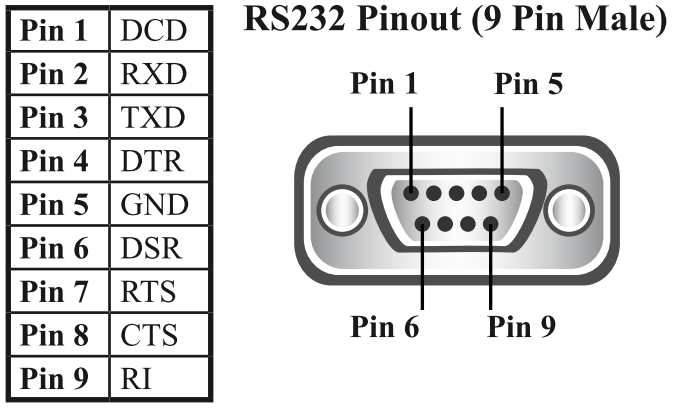 RS232 Pinout (9 Pin Male)
Pin 1 DCD
Pin 2 RXD
Pin 3 TXD
Pin 4 DTR
Pin 5 GND
Pin 6 DSR
Pin 7 RTS
Pin 8 CTS
Pin 9 RI
Pin 1 Pin 5
Pin 6 Pin 9